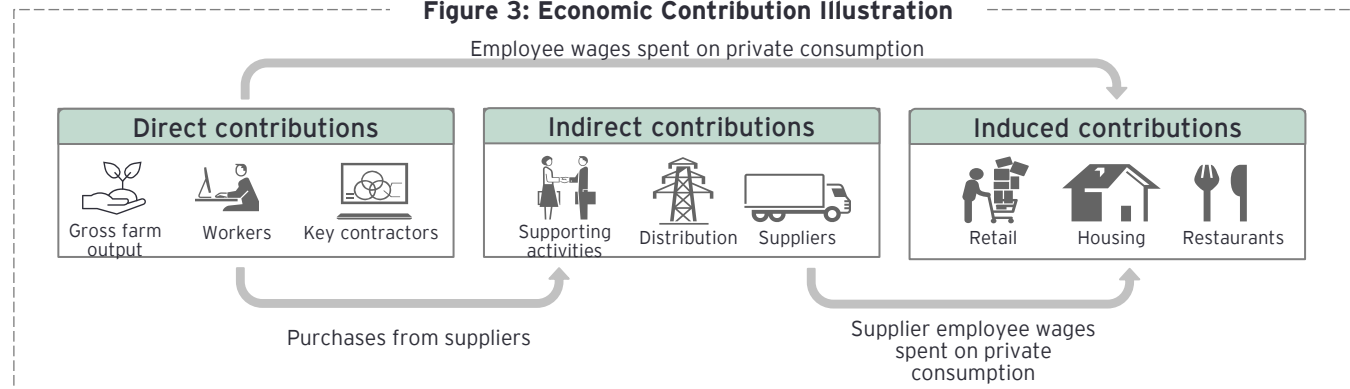 Figure 3: Economic Contribution Illustration
Employee wages spent on private consumption
Direct contributions
Gross farm
output
Workers
Key contractors
Indirect contributions
Supporting
activities
Distribution
Suppliers
Induced contributions
Retail
Housing
Restaurants
Purchases from suppliers
Supplier employee wages
spent on private
consumption